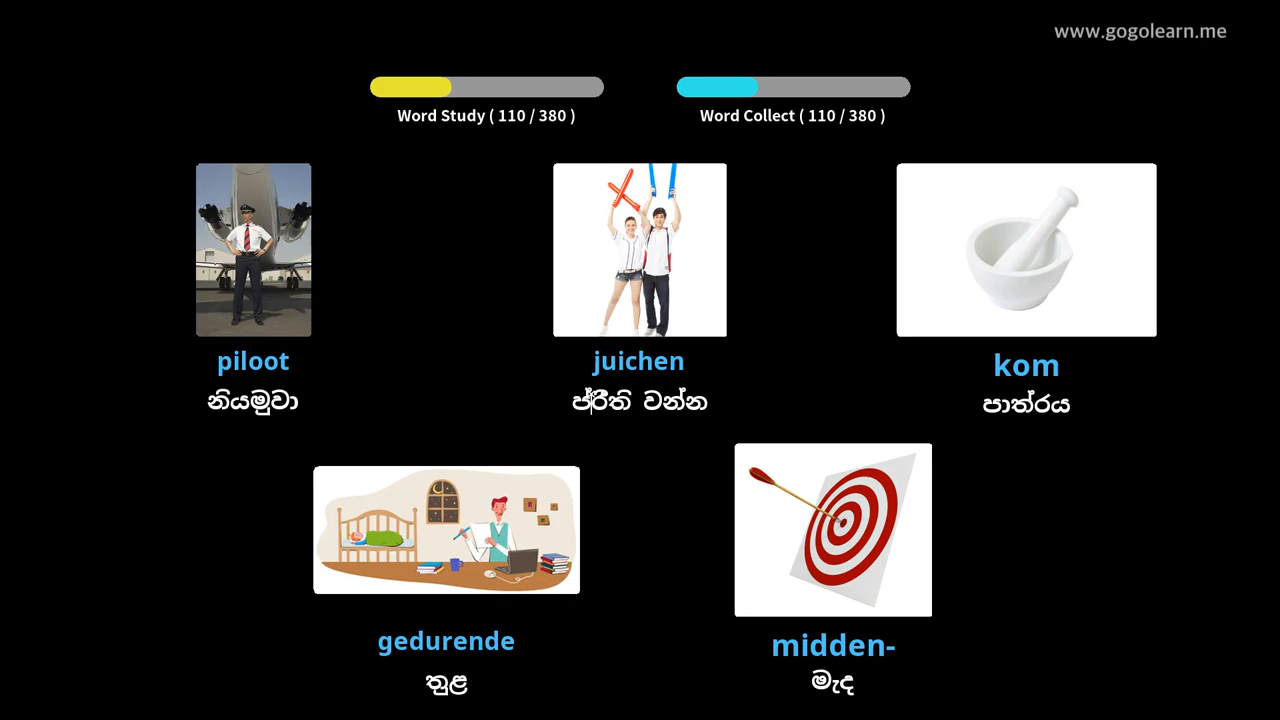 www.gogolearn.me
Word Study ( 110 / 380 )
Word Collect ( 110 / 380 )
piloot
නියමුවා
juichen
ප්රීති වන්න
kom
පාත්රය
gedurende
තුළ
midden-
මැද